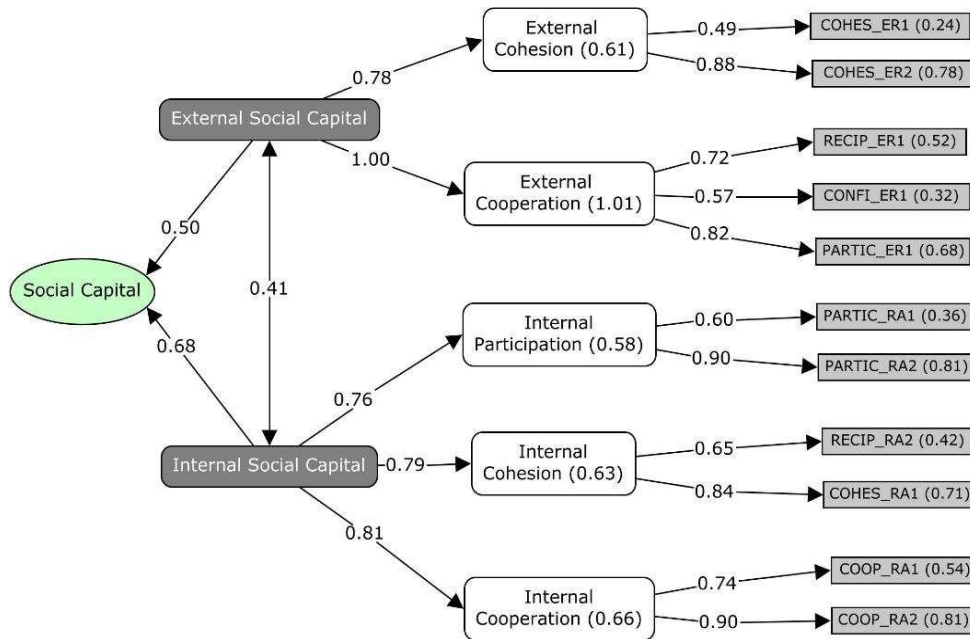 External
Cohesion (0.61)
0.49
COHES_ER1 (0.24)
0.88
COHES_ER2 (0.78)
0.78
External Social Capital
1.00
External
Cooperation (1.01)
0.72
RECIP_ER1 (0.52)
0.57
CONFI_ER1 (0.32)
0.82
PARTIC_ER1 (0.68)
0.50
Social Capital
0.41
0.68
Internal
Participation (0.58)
0.60
PARTIC_RA1 (0.36)
0.90
PARTIC_RA2 (0.81)
0.76
Internal Social Capital
0.79
Internal
Cohesion (0.63)
0.65
RECIP_RA2 (0.42)
0.84
COHES_RA1 (0.71)
0.81
Internal
Cooperation (0.66)
0.74
COOP_RA1 (0.54)
0.90
COOP_RA2 (0.81)